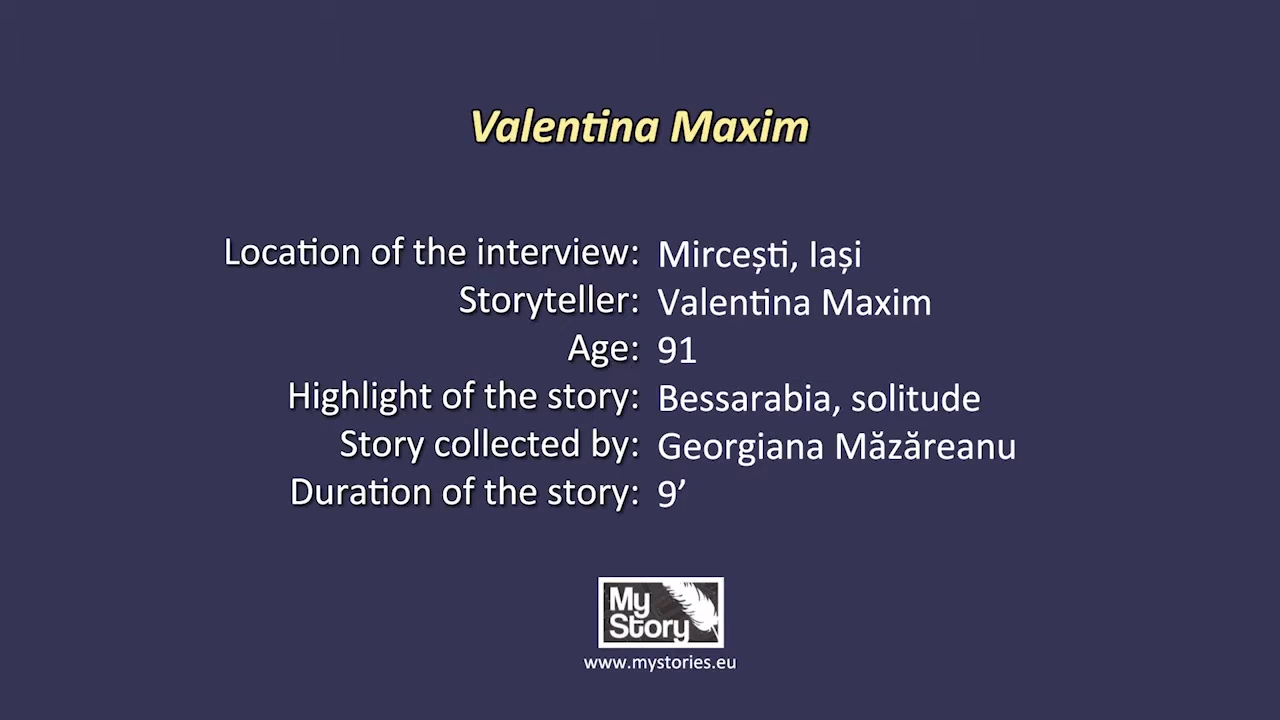 Valentina Maxim
Location of the interview: Mircești, Iași
Storyteller: Valentina Maxim
Age: 91
Highlight of the story: Bessarabia, solitude
Story collected by: Georgiana Măzăreanu
Duration of the story: 9’
My
Story
www.mystories.eu